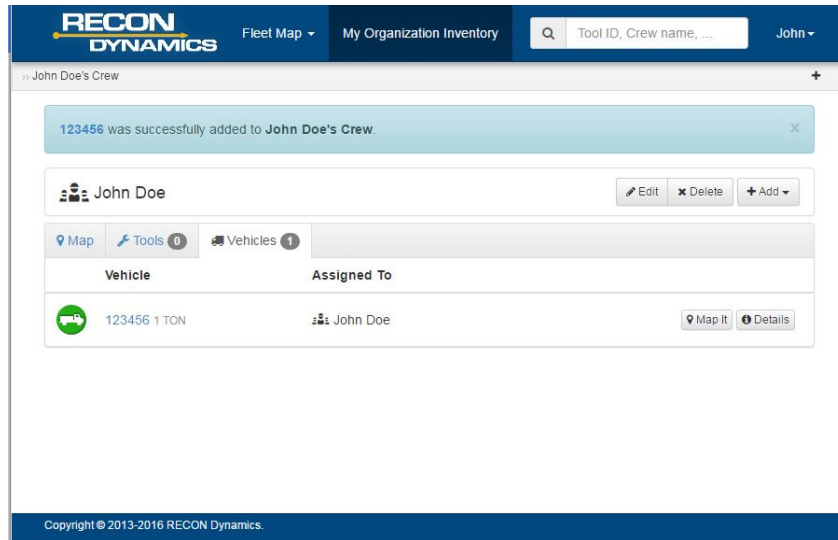 RECON
DYNAMICS
Fleet Map
My Organization Inventory
Tool ID, Crew name, ...
John
» John Doe's Crew
+
123456 was successfully added to John Doe's Crew.
×
John Doe
Edit
Delete
+ Add
Map
Tools 0
Vehicles 1
Vehicle
Assigned To
123456 1 TON
John Doe
Map It
Details
Copyright © 2013-2016 RECON Dynamics.